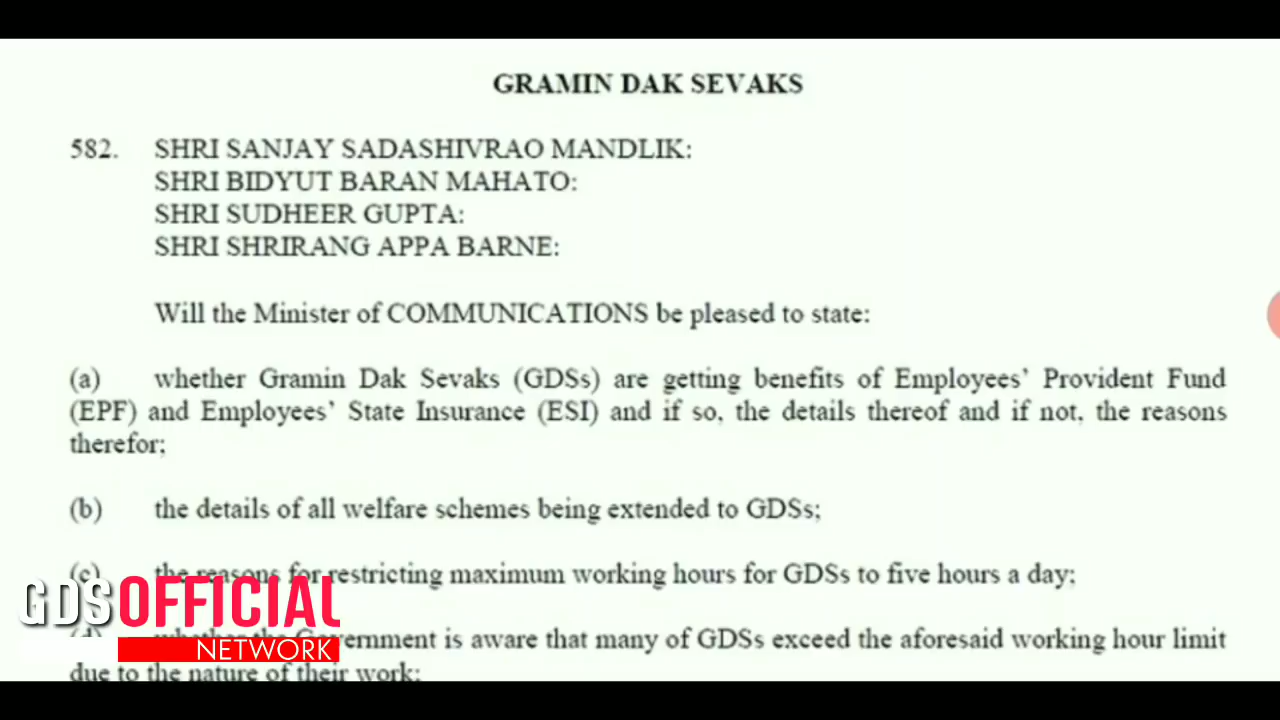 GRAMIN DAK SEVAKS
582. SHRI SANJAY SADASHIVRAO MANDLIK:
SHRI BIDYUT BARAN MAHATO:
SHRI SUDHEER GUPTA:
SHRI SHRIRANG APPA BARNE:
Will the Minister of COMMUNICATIONS be pleased to state:
(a) whether Gramin Dak Sevaks (GDSs) are getting benefits of Employees' Provident Fund
(EPF) and Employees' State Insurance (ESI) and if so, the details thereof and if not, the reasons
therefor;
(b) the details of all welfare schemes being extended to GDSs;
(c) the reasons for restricting maximum working hours for GDSs to five hours a day;
(d) whether the Government is aware that many of GDSs exceed the aforesaid working hour limit
due to the nature of their work;
GDS OFFICIAL
NETWORK